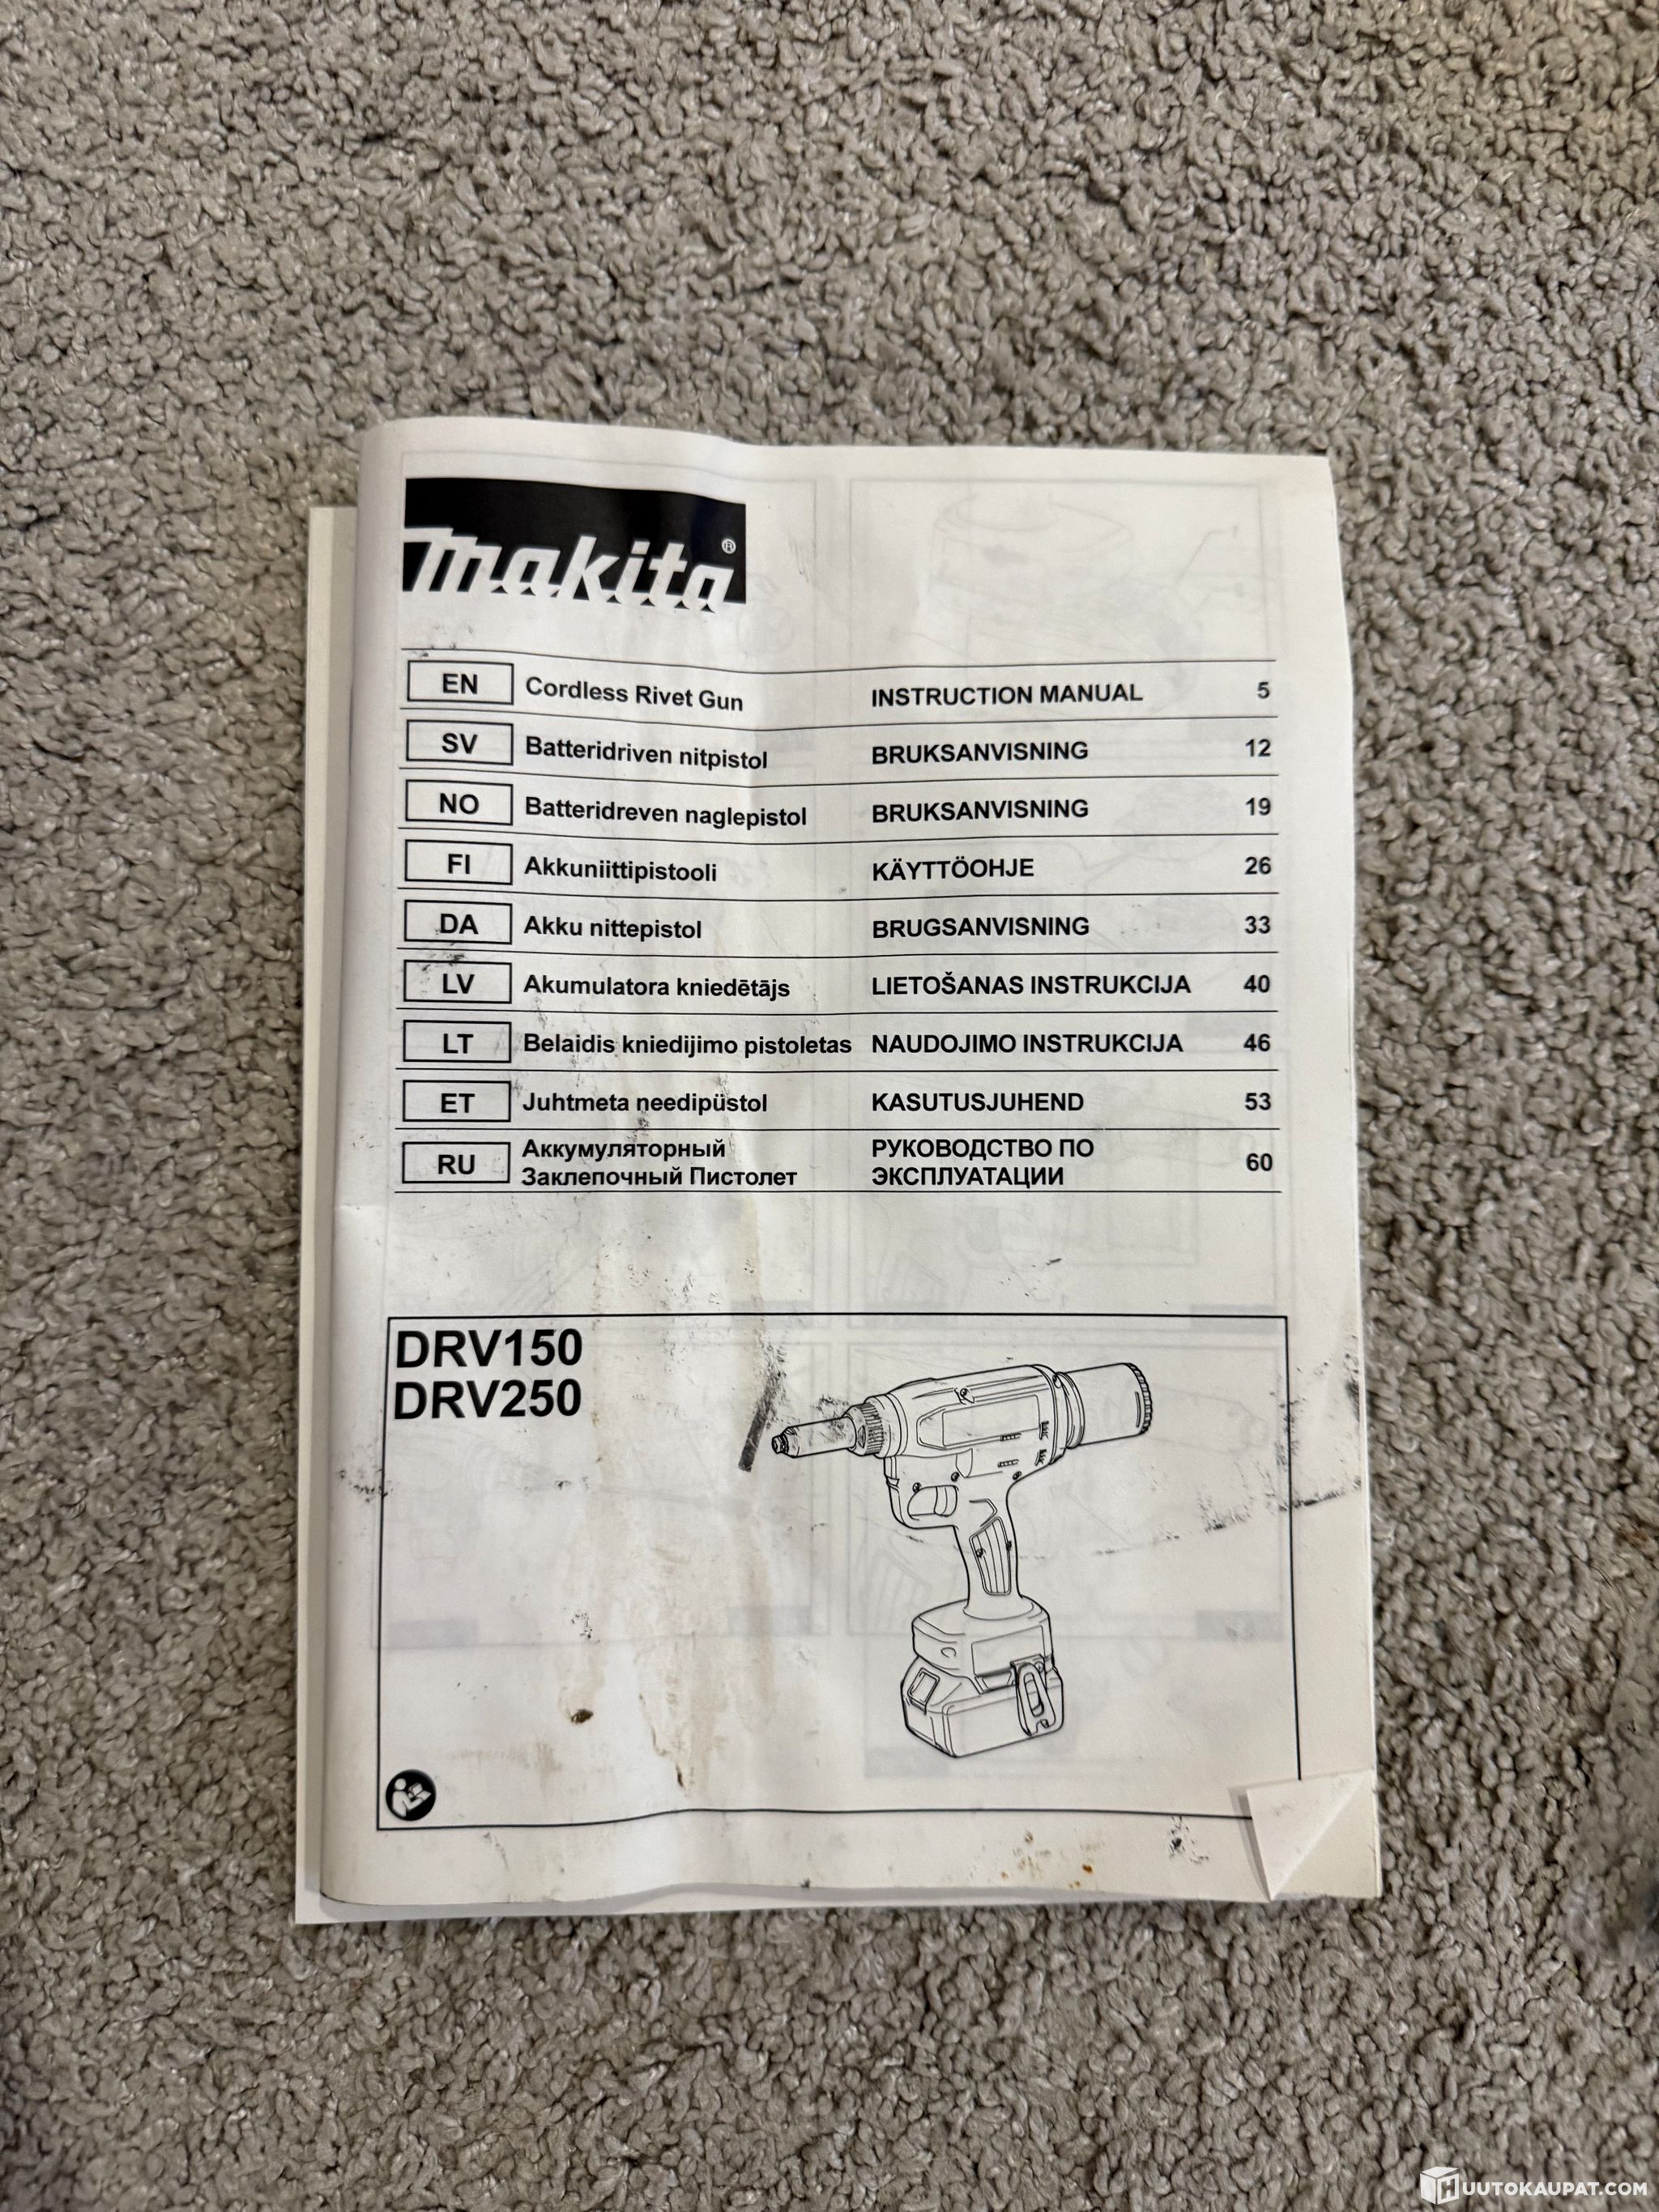 makita®
EN Cordless Rivet Gun INSTRUCTION MANUAL 5
SV Batteridriven nitpistol BRUKSANVISNING 12
NO Batteridreven naglepistol BRUKSANVISNING 19
FI Akkuniittipistooli KÄYTTÖOHJE 26
DA Akku nittepistol BRUGSANVISNING 33
LV Akumulatora kniedētājs LIETOŠANAS INSTRUKCIJA 40
LT Belaidis kniedijimo pistoletas NAUDOJIMO INSTRUKCIJA 46
ET Juhtmeta needipüstol KASUTUSJUHEND 53
RU Аккумуляторный Заклепочный Пистолет РУКОВОДСТВО ПО ЭКСПЛУАТАЦИИ 60
DRV150
DRV250
HUUTOKAUPAT.COM